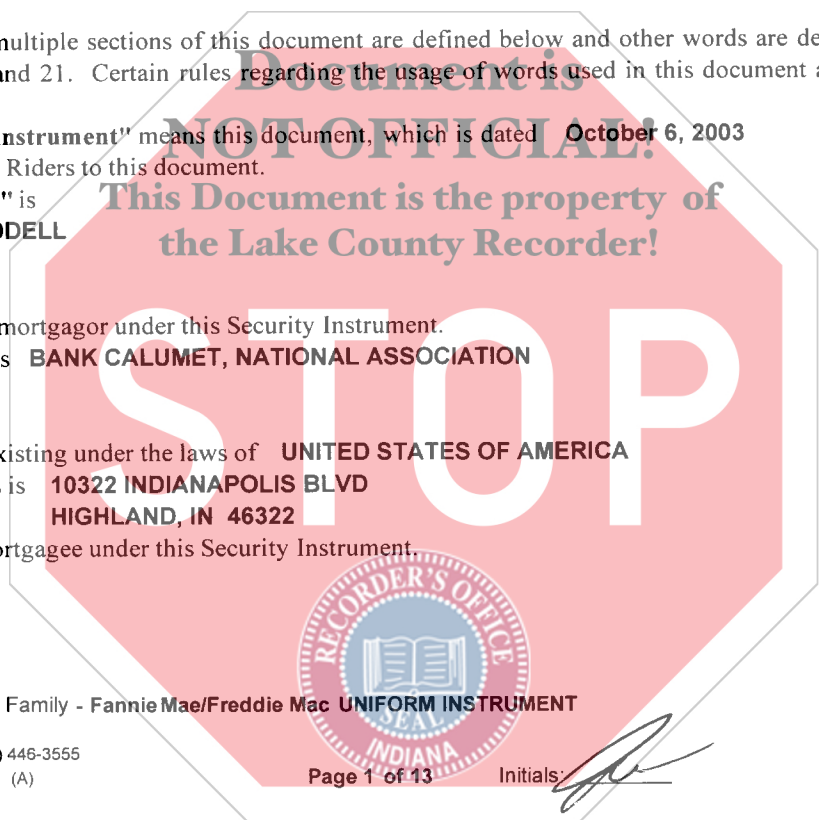 multiple sections of this document are defined below and other words are de
and 21. Certain rules regarding the usage of words used in this document a
Document is
nstrument" means this document, which is dated October 6, 2003
NOT OFFICIAL!
Riders to this document.
" is
This Document is the property of
DELL
the Lake County Recorder!
mortgagor under this Security Instrument.
s BANK CALUMET, NATIONAL ASSOCIATION
STOP
xisting under the laws of UNITED STATES OF AMERICA
is 10322 INDIANAPOLIS BLVD
HIGHLAND, IN 46322
ortgagee under this Security Instrument.
RECORDER'S OFFICE
SEAL
INDIANA
Family - Fannie Mae/Freddie Mac UNIFORM INSTRUMENT
446-3555
(A)
Page 1 of 13 Initials: